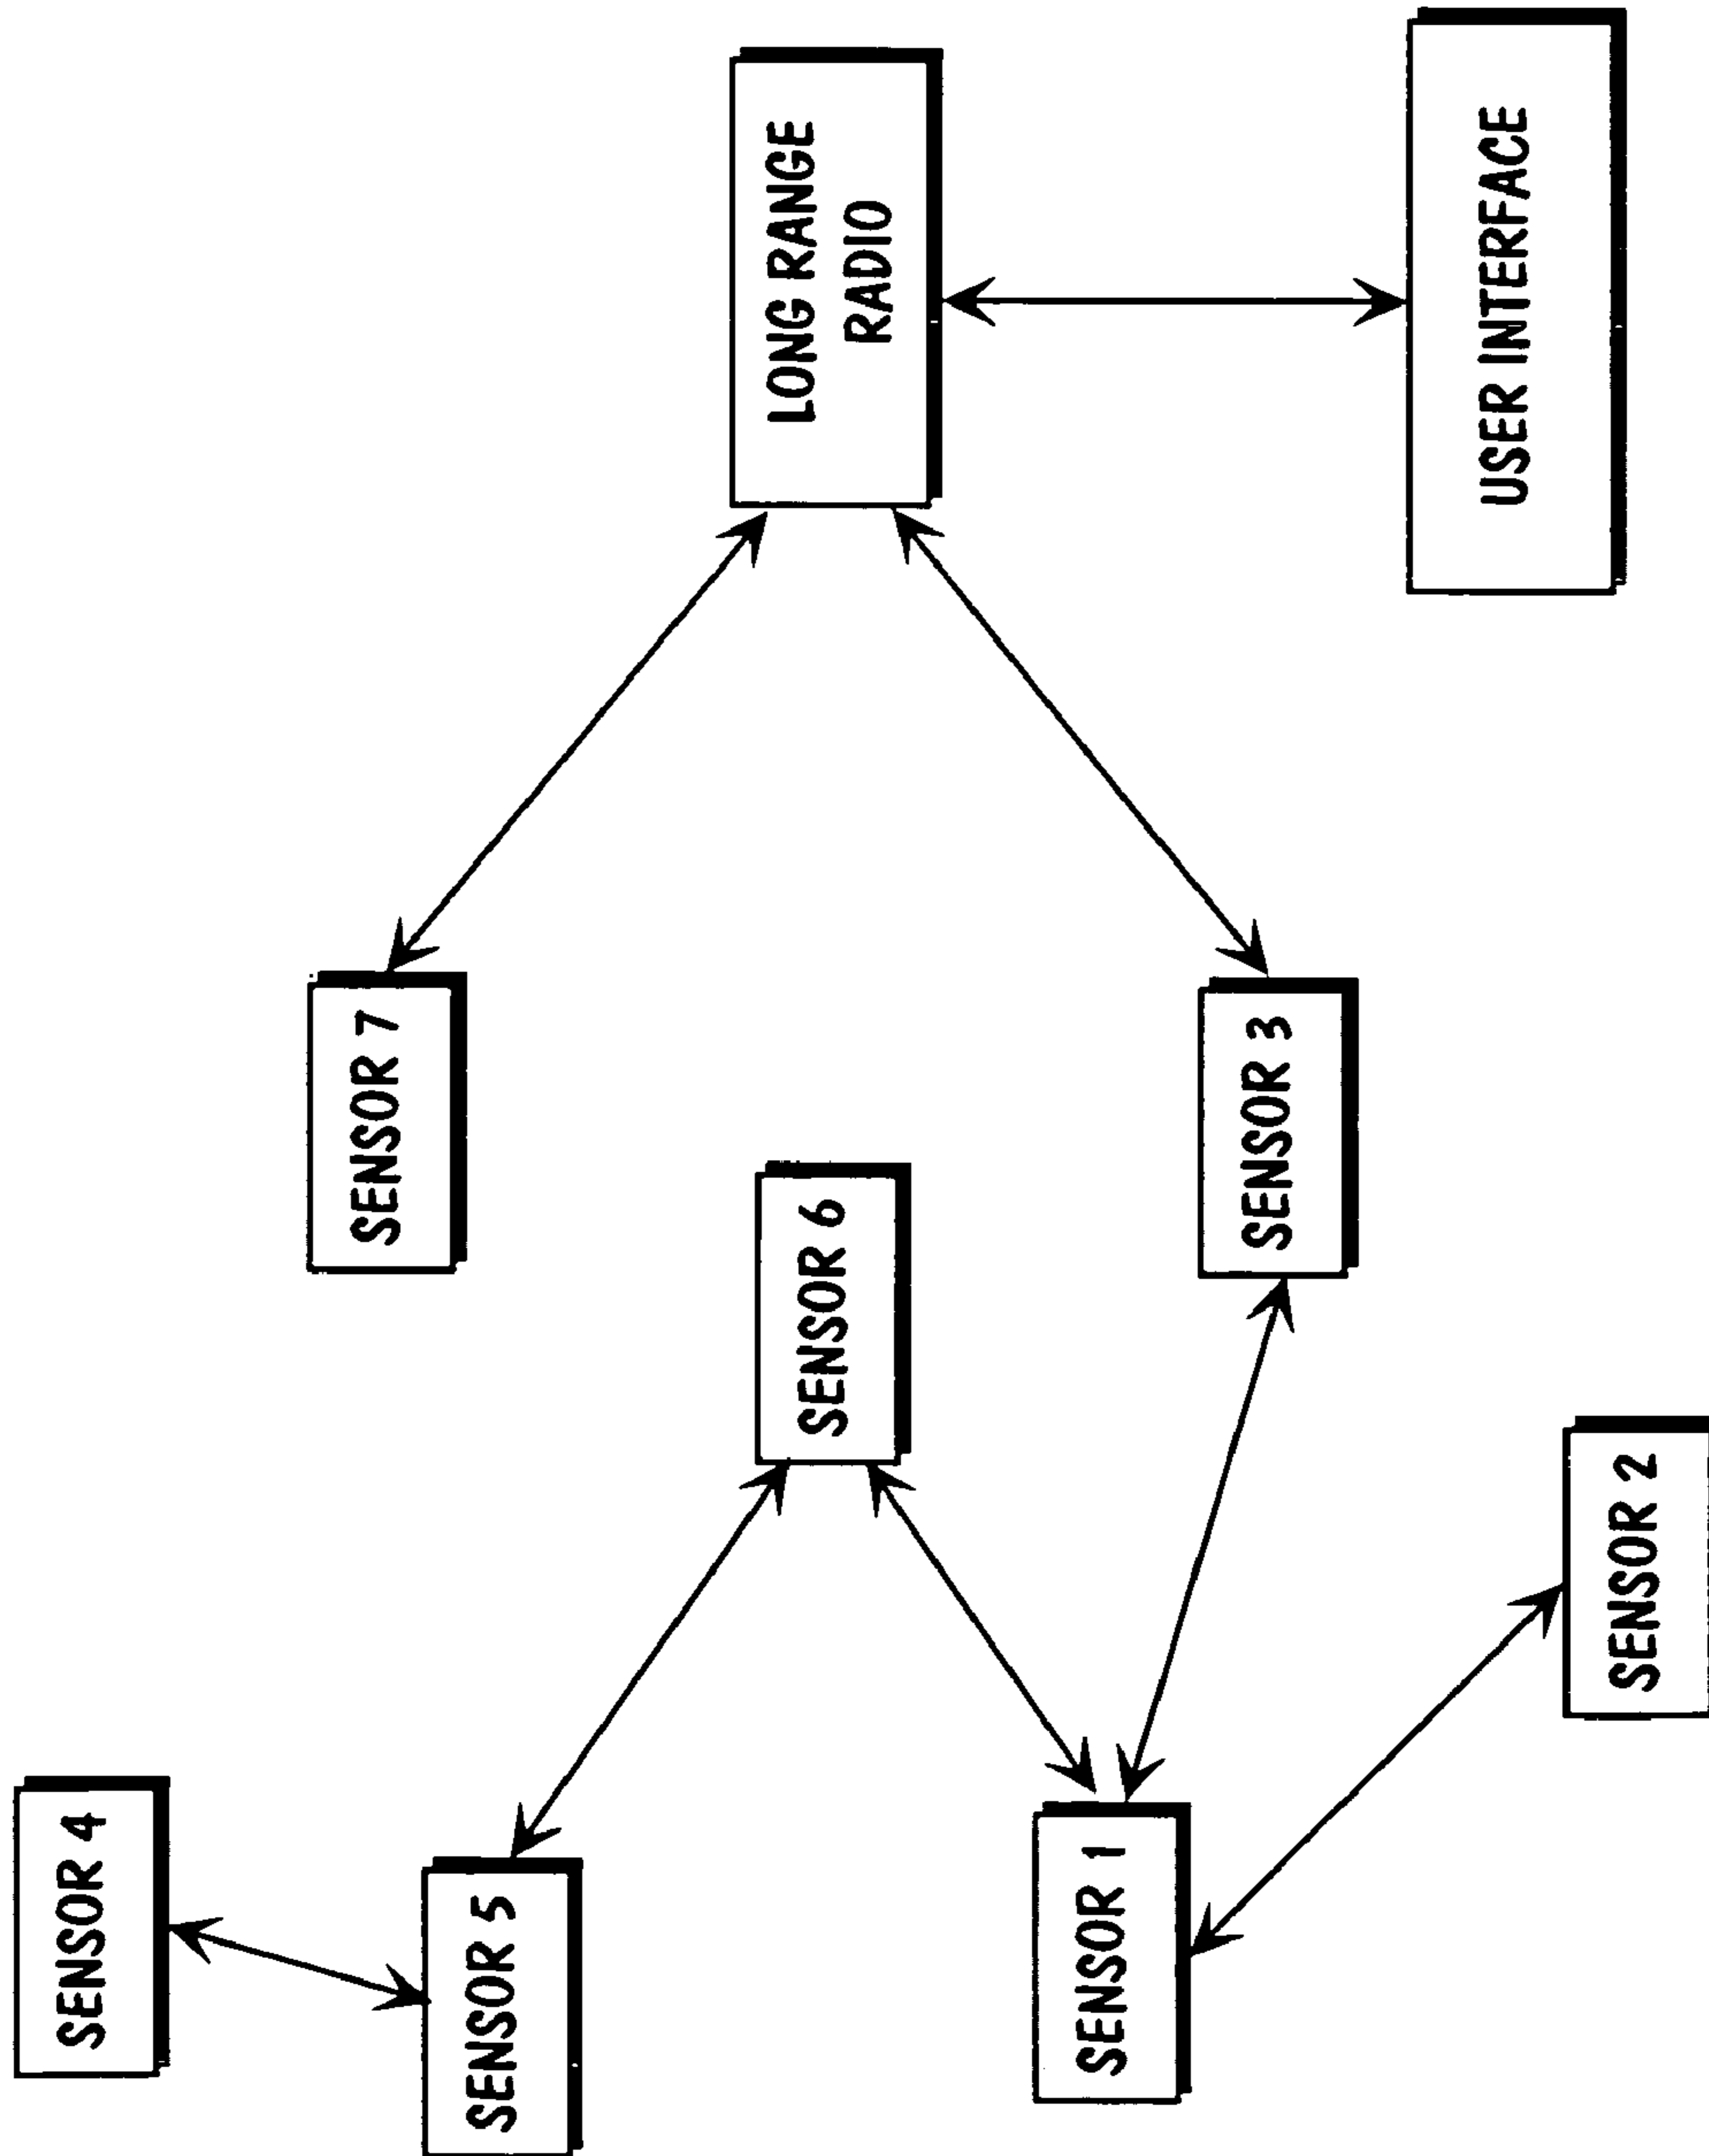 SENSOR 4
SENSOR 5
SENSOR 7
SENSOR 6
LONG RANGE
RADIO
SENSOR 1
SENSOR 3
USER INTERFACE
SENSOR 2